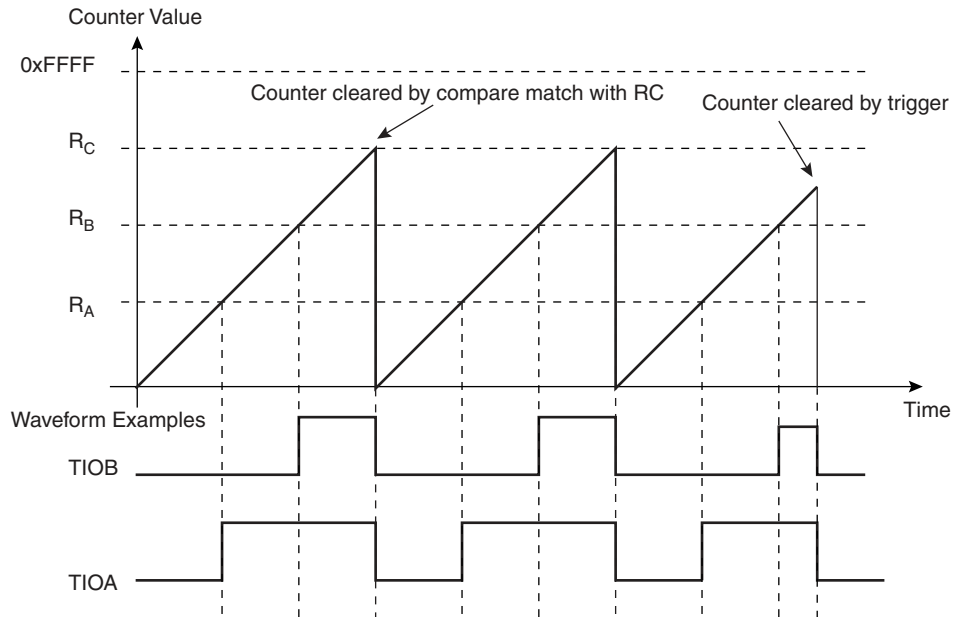 Counter Value
0xFFFF
Counter cleared by compare match with RC
Counter cleared by trigger
RC
RB
RA
Time
Waveform Examples
TIOB
TIOA